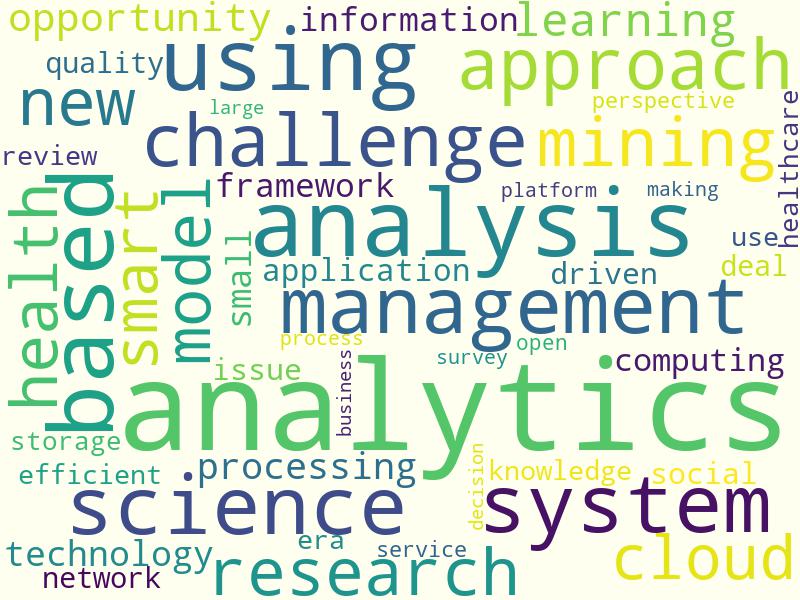 opportunity
information
learning
quality
using
approach
new
large
perspective
healthcare
review
challenge
mining
framework
platform
making
health
based
smart
model
small
analysis
use
application
driven
deal
management
process
survey
open
computing
issue
business
analytics
storage
efficient
processing
decision
knowledge
social
science
system
technology
era
service
cloud
network
research